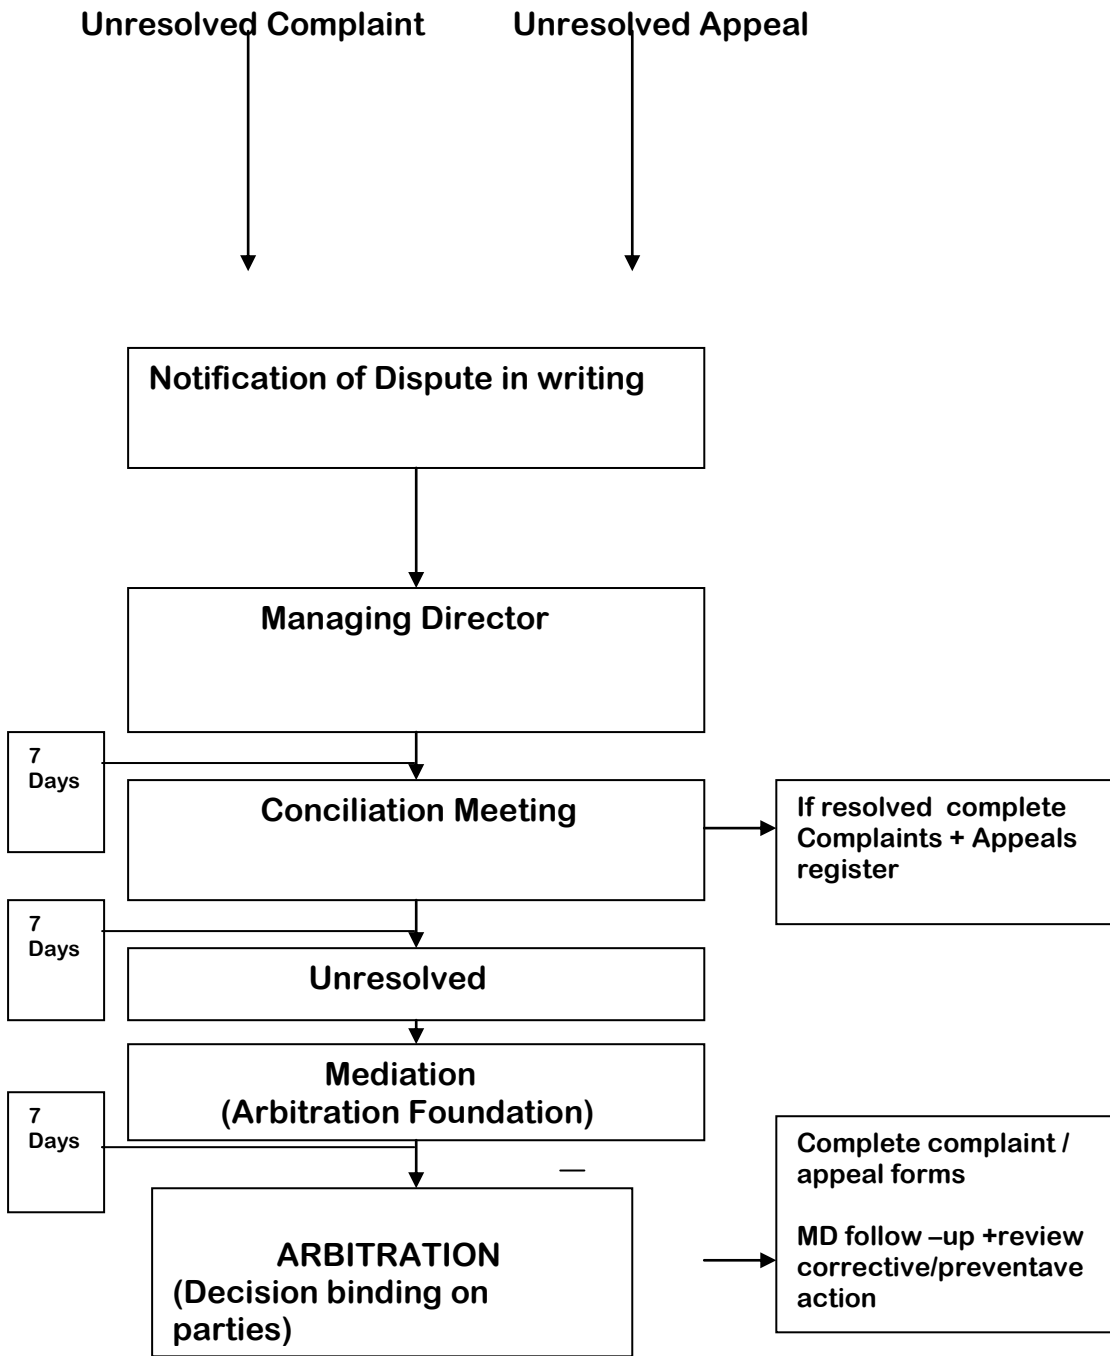 Unresolved Complaint
Unresolved Appeal
Notification of Dispute in writing
Managing Director
7
Days
Conciliation Meeting
If resolved complete
Complaints + Appeals
register
7
Days
Unresolved
Mediation
(Arbitration Foundation)
7
Days
ARBITRATION
(Decision binding on
parties)
Complete complaint /
appeal forms
MD follow –up +review
corrective/preventave
action